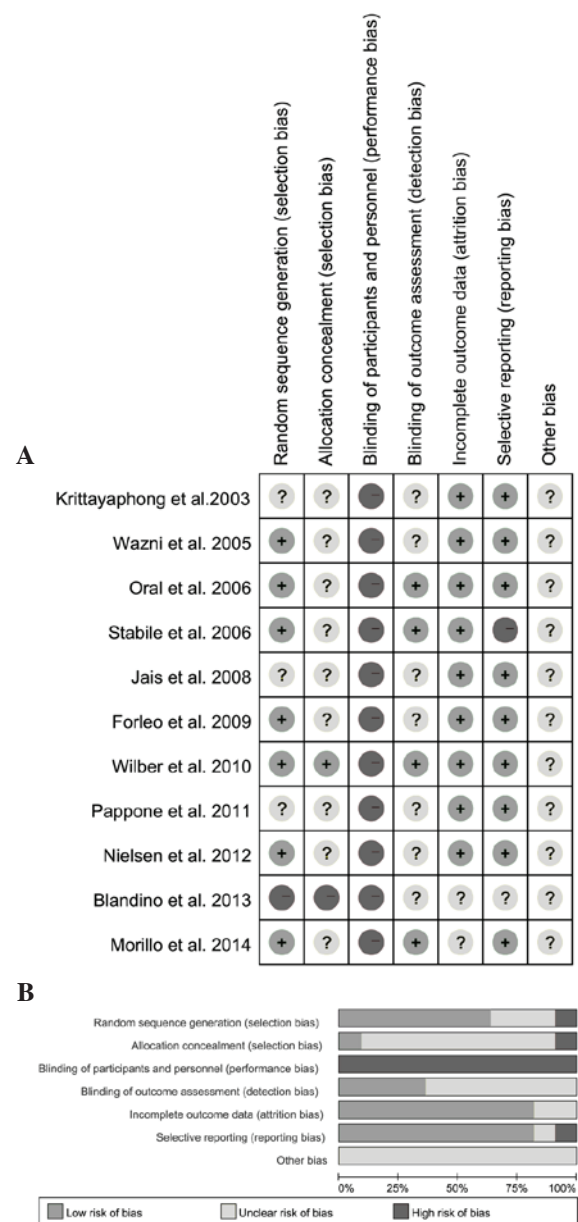 A
Random sequence generation (selection bias)
Allocation concealment (selection bias)
Blinding of participants and personnel (performance bias)
Blinding of outcome assessment (detection bias)
Incomplete outcome data (attrition bias)
Selective reporting (reporting bias)
Other bias
Krittayaphong et al.2003 ? ? − ? + + ?
Wazni et al. 2005 + ? − ? + + ?
Oral et al. 2006 + ? − + + + ?
Stabile et al. 2006 + ? − + + − ?
Jais et al. 2008 ? ? − ? + + ?
Forleo et al. 2009 + ? − ? + + ?
Wilber et al. 2010 + + − + + + ?
Pappone et al. 2011 ? ? − ? + + ?
Nielsen et al. 2012 + ? − ? + + ?
Blandino et al. 2013 − − − ? ? ? ?
Morillo et al. 2014 + ? − + ? + ?
B
Random sequence generation (selection bias)
Allocation concealment (selection bias)
Blinding of participants and personnel (performance bias)
Blinding of outcome assessment (detection bias)
Incomplete outcome data (attrition bias)
Selective reporting (reporting bias)
Other bias
0% 25% 50% 75% 100%
Low risk of bias Unclear risk of bias High risk of bias